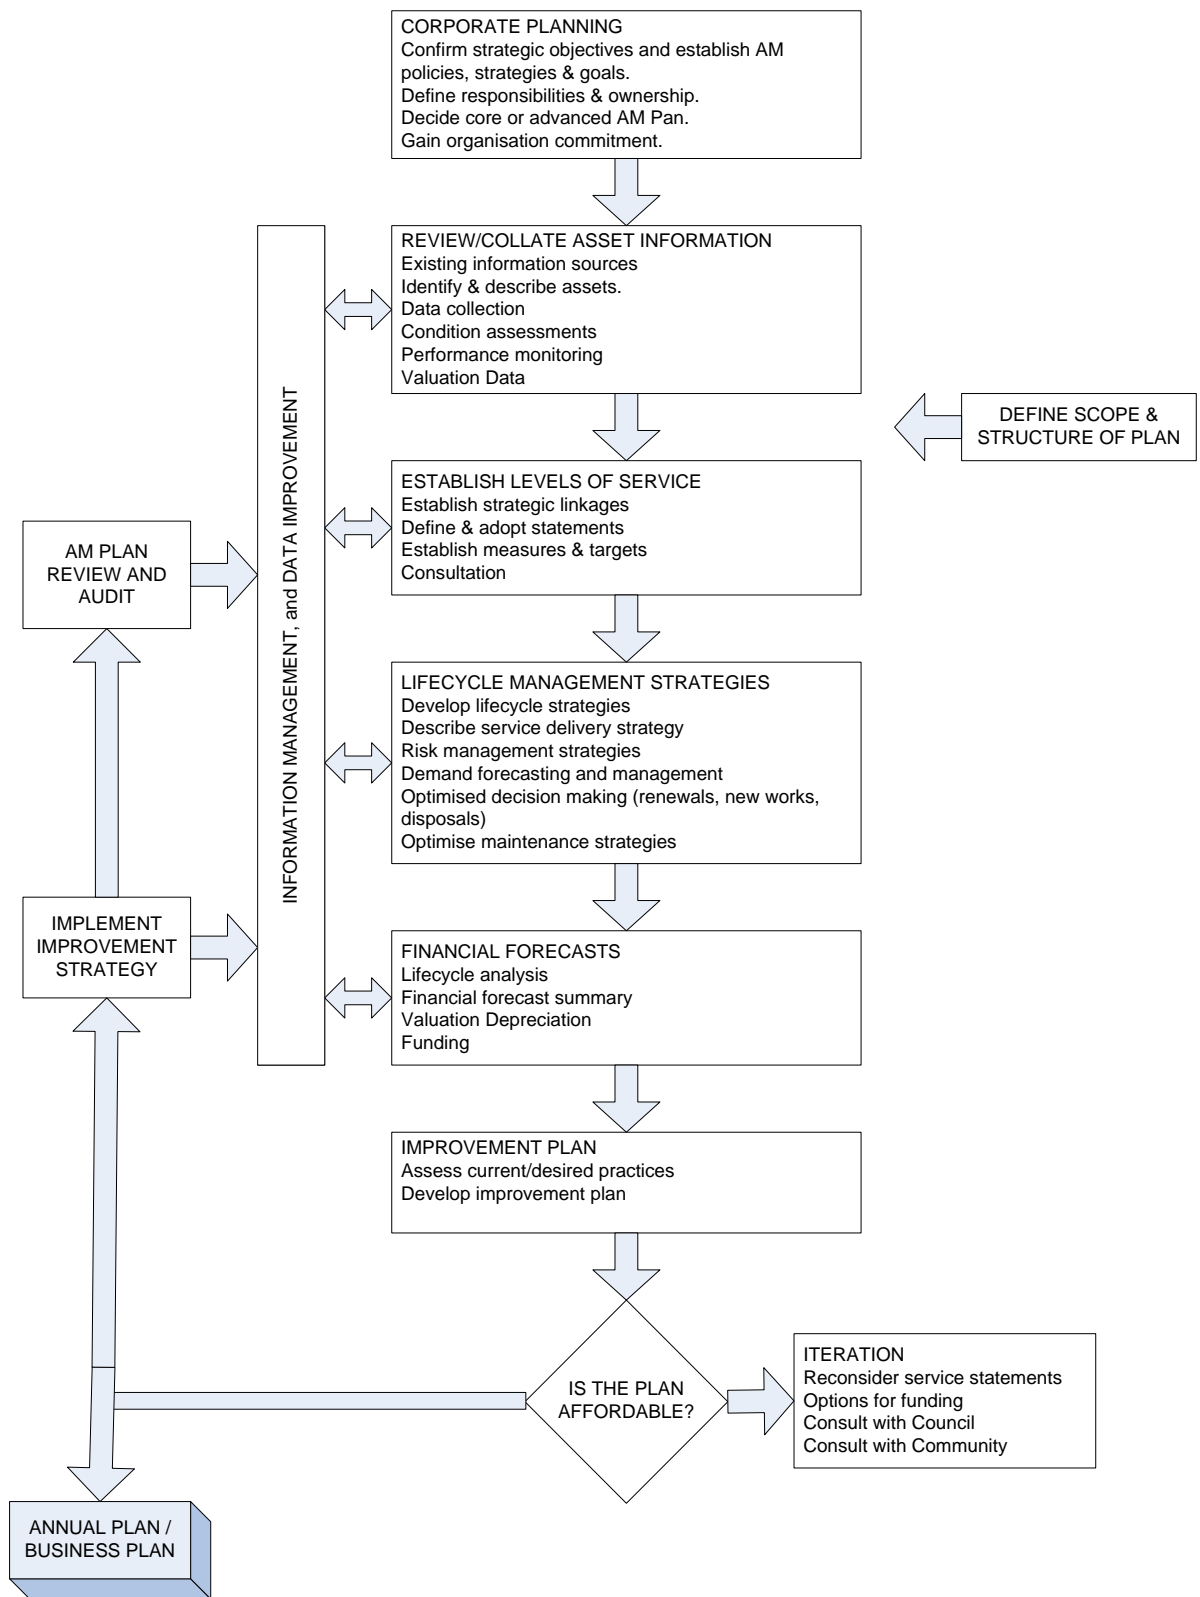 CORPORATE PLANNING
Confirm strategic objectives and establish AM
policies, strategies & goals.
Define responsibilities & ownership.
Decide core or advanced AM Pan.
Gain organisation commitment.
REVIEW/COLLATE ASSET INFORMATION
Existing information sources
Identify & describe assets.
Data collection
Condition assessments
Performance monitoring
Valuation Data
INFORMATION MANAGEMENT, and DATA IMPROVEMENT
DEFINE SCOPE &
STRUCTURE OF PLAN
ESTABLISH LEVELS OF SERVICE
Establish strategic linkages
Define & adopt statements
Establish measures & targets
Consultation
AM PLAN
REVIEW AND
AUDIT
LIFECYCLE MANAGEMENT STRATEGIES
Develop lifecycle strategies
Describe service delivery strategy
Risk management strategies
Demand forecasting and management
Optimised decision making (renewals, new works,
disposals)
Optimise maintenance strategies
IMPLEMENT
IMPROVEMENT
STRATEGY
FINANCIAL FORECASTS
Lifecycle analysis
Financial forecast summary
Valuation Depreciation
Funding
IMPROVEMENT PLAN
Assess current/desired practices
Develop improvement plan
IS THE PLAN
AFFORDABLE?
ITERATION
Reconsider service statements
Options for funding
Consult with Council
Consult with Community
ANNUAL PLAN /
BUSINESS PLAN